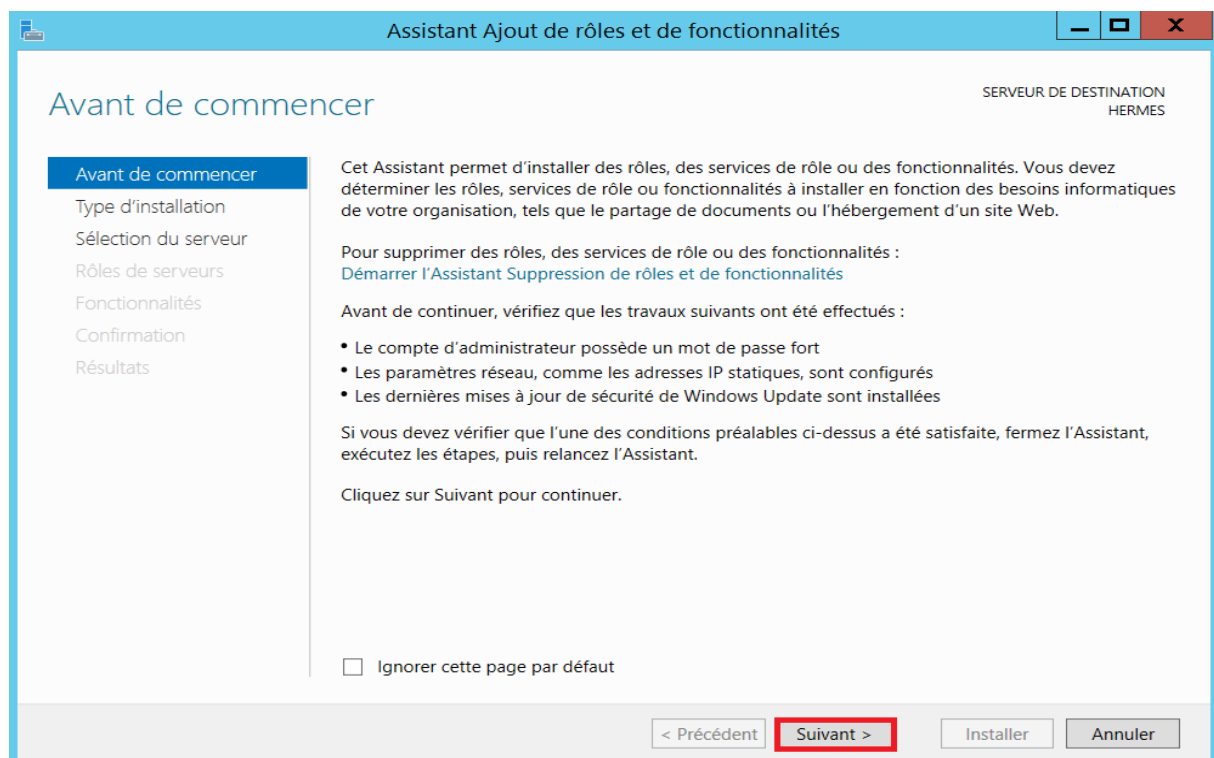 Assistant Ajout de rôles et de fonctionnalités
X
Avant de commencer
SERVEUR DE DESTINATION
HERMES
Avant de commencer
Type d'installation
Sélection du serveur
Rôles de serveurs
Fonctionnalités
Confirmation
Résultats
Cet Assistant permet d'installer des rôles, des services de rôle ou des fonctionnalités. Vous devez
déterminer les rôles, services de rôle ou fonctionnalités à installer en fonction des besoins informatiques
de votre organisation, tels que le partage de documents ou l'hébergement d'un site Web.
Pour supprimer des rôles, des services de rôle ou des fonctionnalités :
Démarrer l'Assistant Suppression de rôles et de fonctionnalités
Avant de continuer, vérifiez que les travaux suivants ont été effectués :
• Le compte d'administrateur possède un mot de passe fort
• Les paramètres réseau, comme les adresses IP statiques, sont configurés
• Les dernières mises à jour de sécurité de Windows Update sont installées
Si vous devez vérifier que l'une des conditions préalables ci-dessus a été satisfaite, fermez l'Assistant,
exécutez les étapes, puis relancez l'Assistant.
Cliquez sur Suivant pour continuer.
Ignorer cette page par défaut
< Précédent
Suivant >
Installer
Annuler